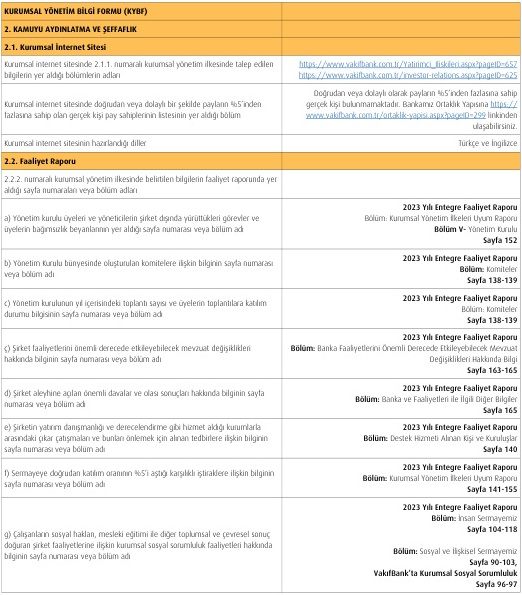 KURUMSAL YÖNETİM BİLGİ FORMU (KYBF)
2. KAMUYU AYDINLATMA VE ŞEFFAFLIK
2.1. Kurumsal İnternet Sitesi
Kurumsal internet sitesinde 2.1.1. numaralı kurumsal yönetim ilkesinde talep edilen
bilgilerin yer aldığı bölümlerin adları
https://www.vakifbank.com.tr/Yatirimci_Iliskileri.aspx?pageID=657
https://www.vakifbank.com.tr/investor-relations.aspx?pageID=625
Kurumsal internet sitesinde doğrudan veya dolaylı bir şekilde payların %5'inden
fazlasına sahip olan gerçek kişi pay sahiplerinin listesinin yer aldığı bölüm
Doğrudan veya dolaylı olarak payların %5'inden fazlasına sahip
gerçek kişi bulunmamaktadır. Bankamız Ortaklık Yapısına https://
www.vakifbank.com.tr/ortaklik-yapisi.aspx?pageID=299 linkinden
ulaşabilirsiniz.
Kurumsal internet sitesinin hazırlandığı diller
Türkçe ve İngilizce
2.2. Faaliyet Raporu
2.2.2. numaralı kurumsal yönetim ilkesinde belirtilen bilgilerin faaliyet raporunda yer
aldığı sayfa numaraları veya bölüm adları
a) Yönetim kurulu üyeleri ve yöneticilerin şirket dışında yürüttükleri görevler ve
üyelerin bağımsızlık beyanlarının yer aldığı sayfa numarası veya bölüm adı
2023 Yılı Entegre Faaliyet Raporu
Bölüm: Kurumsal Yönetim İlkeleri Uyum Raporu
Bölüm V- Yönetim Kurulu
Sayfa 152
b) Yönetim Kurulu bünyesinde oluşturulan komitelere ilişkin bilginin sayfa numarası
veya bölüm adı
2023 Yılı Entegre Faaliyet Raporu
Bölüm: Komiteler
Sayfa 138-139
c) Yönetim kurulunun yıl içerisindeki toplantı sayısı ve üyelerin toplantılara katılım
durumu bilgisinin sayfa numarası veya bölüm adı
2023 Yılı Entegre Faaliyet Raporu
Bölüm: Komiteler
Sayfa 138-139
ç) Şirket faaliyetlerini önemli derecede etkileyebilecek mevzuat değişiklikleri
hakkında bilginin sayfa numarası veya bölüm adı
2023 Yılı Entegre Faaliyet Raporu
Bölüm: Banka Faaliyetlerini Önemli Derecede Etkileyebilecek Mevzuat
Değişiklikleri Hakkında Bilgi
Sayfa 163-165
d) Şirket aleyhine açılan önemli davalar ve olası sonuçları hakkında bilginin sayfa
numarası veya bölüm adı
2023 Yılı Entegre Faaliyet Raporu
Bölüm: Banka ve Faaliyetleri ile İlgili Diğer Bilgiler
Sayfa 165
e) Şirketin yatırım danışmanlığı ve derecelendirme gibi hizmet aldığı kurumlarla
arasındaki çıkar çatışmaları ve bunları önlemek için alınan tedbirlere ilişkin bilginin
sayfa numarası veya bölüm adı
2023 Yılı Entegre Faaliyet Raporu
Bölüm: Destek Hizmeti Alınan Kişi ve Kuruluşlar
Sayfa 140
f) Sermayeye doğrudan katılım oranının %5'i aştığı karşılıklı iştiraklere ilişkin bilginin
sayfa numarası veya bölüm adı
2023 Yılı Entegre Faaliyet Raporu
Bölüm: Kurumsal Yönetim İlkeleri Uyum Raporu
Sayfa 141-155
g) Çalışanların sosyal hakları, mesleki eğitimi ile diğer toplumsal ve çevresel sonuç
doğuran şirket faaliyetlerine ilişkin kurumsal sosyal sorumluluk faaliyetleri hakkında
bilginin sayfa numarası veya bölüm adı
2023 Yılı Entegre Faaliyet Raporu
Bölüm: İnsan Sermayemiz
Sayfa 104-118
Bölüm: Sosyal ve İlişkisel Sermayemiz
Sayfa 90-103,
VakıfBank'ta Kurumsal Sosyal Sorumluluk
Sayfa 96-97